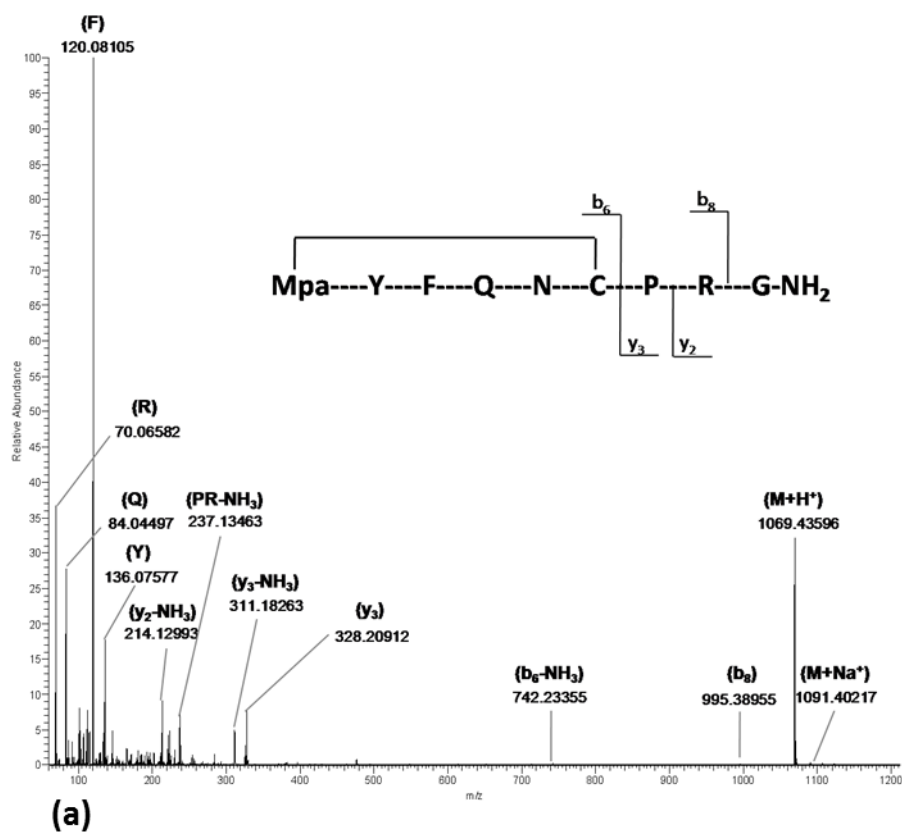 (F)
120.08105
100
95
90
85
80
75
70
65
60
55
50
45
40
35
30
25
20
15
10
5
0
Relative Abundance
b6
b8
Mpa----Y----F----Q----N----C----P----R----G-NH2
y3
y2
(R)
70.06582
(Q)
84.04497
(Y)
136.07577
(PR-NH3)
237.13463
(y2-NH3)
214.12993
(y3-NH3)
311.18263
(y3)
328.20912
(b6-NH3)
742.23355
(b8)
995.38955
(M+H+)
1069.43596
(M+Na+)
1091.40217
100 200 300 400 500 600 700 800 900 1000 1100 1200
m/z
(a)